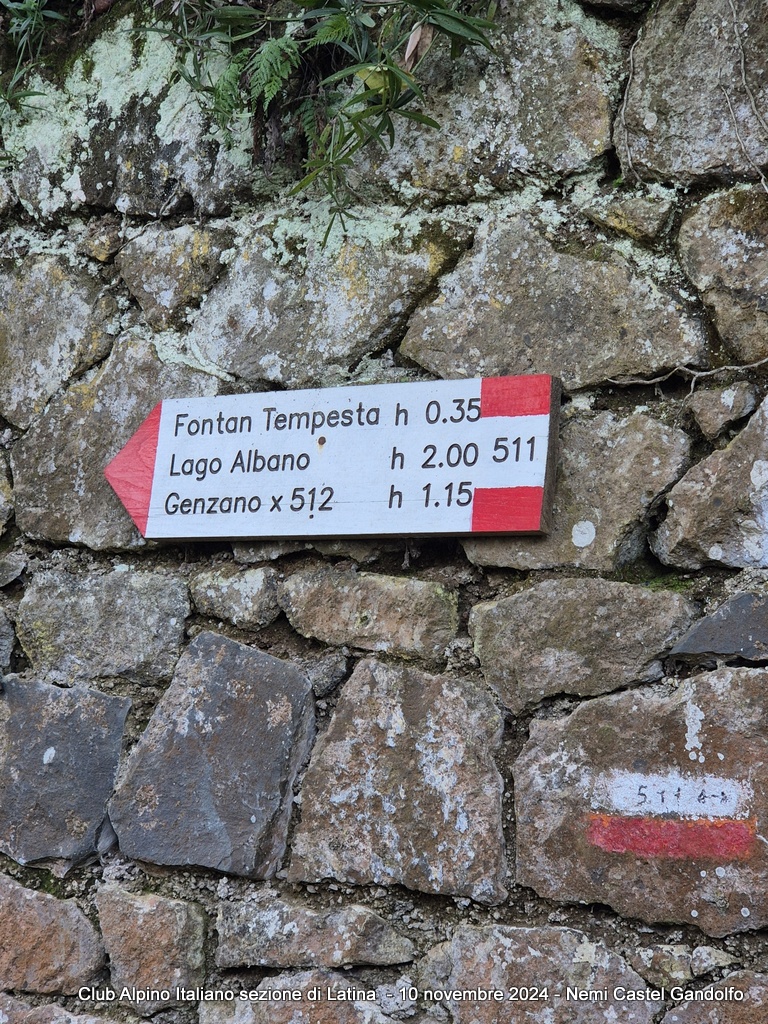 Fontan Tempesta h 0.35
Lago Albano h 2.00 511
Genzano x 512 h 1.15
511
Club Alpino Italiano sezione di Latina - 10 novembre 2024 - Nemi Castel Gandolfo